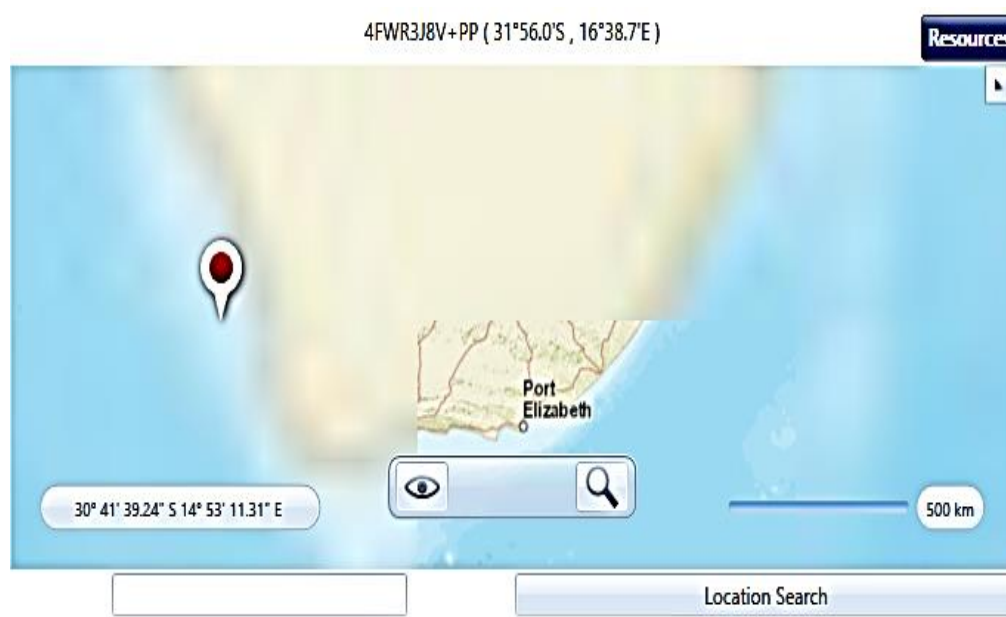 4FWR3J8V+PP ( 31°56.0'S , 16°38.7'E )
Resources
Port
Elizabeth
30° 41' 39.24" S 14° 53' 11.31" E
500 km
Location Search